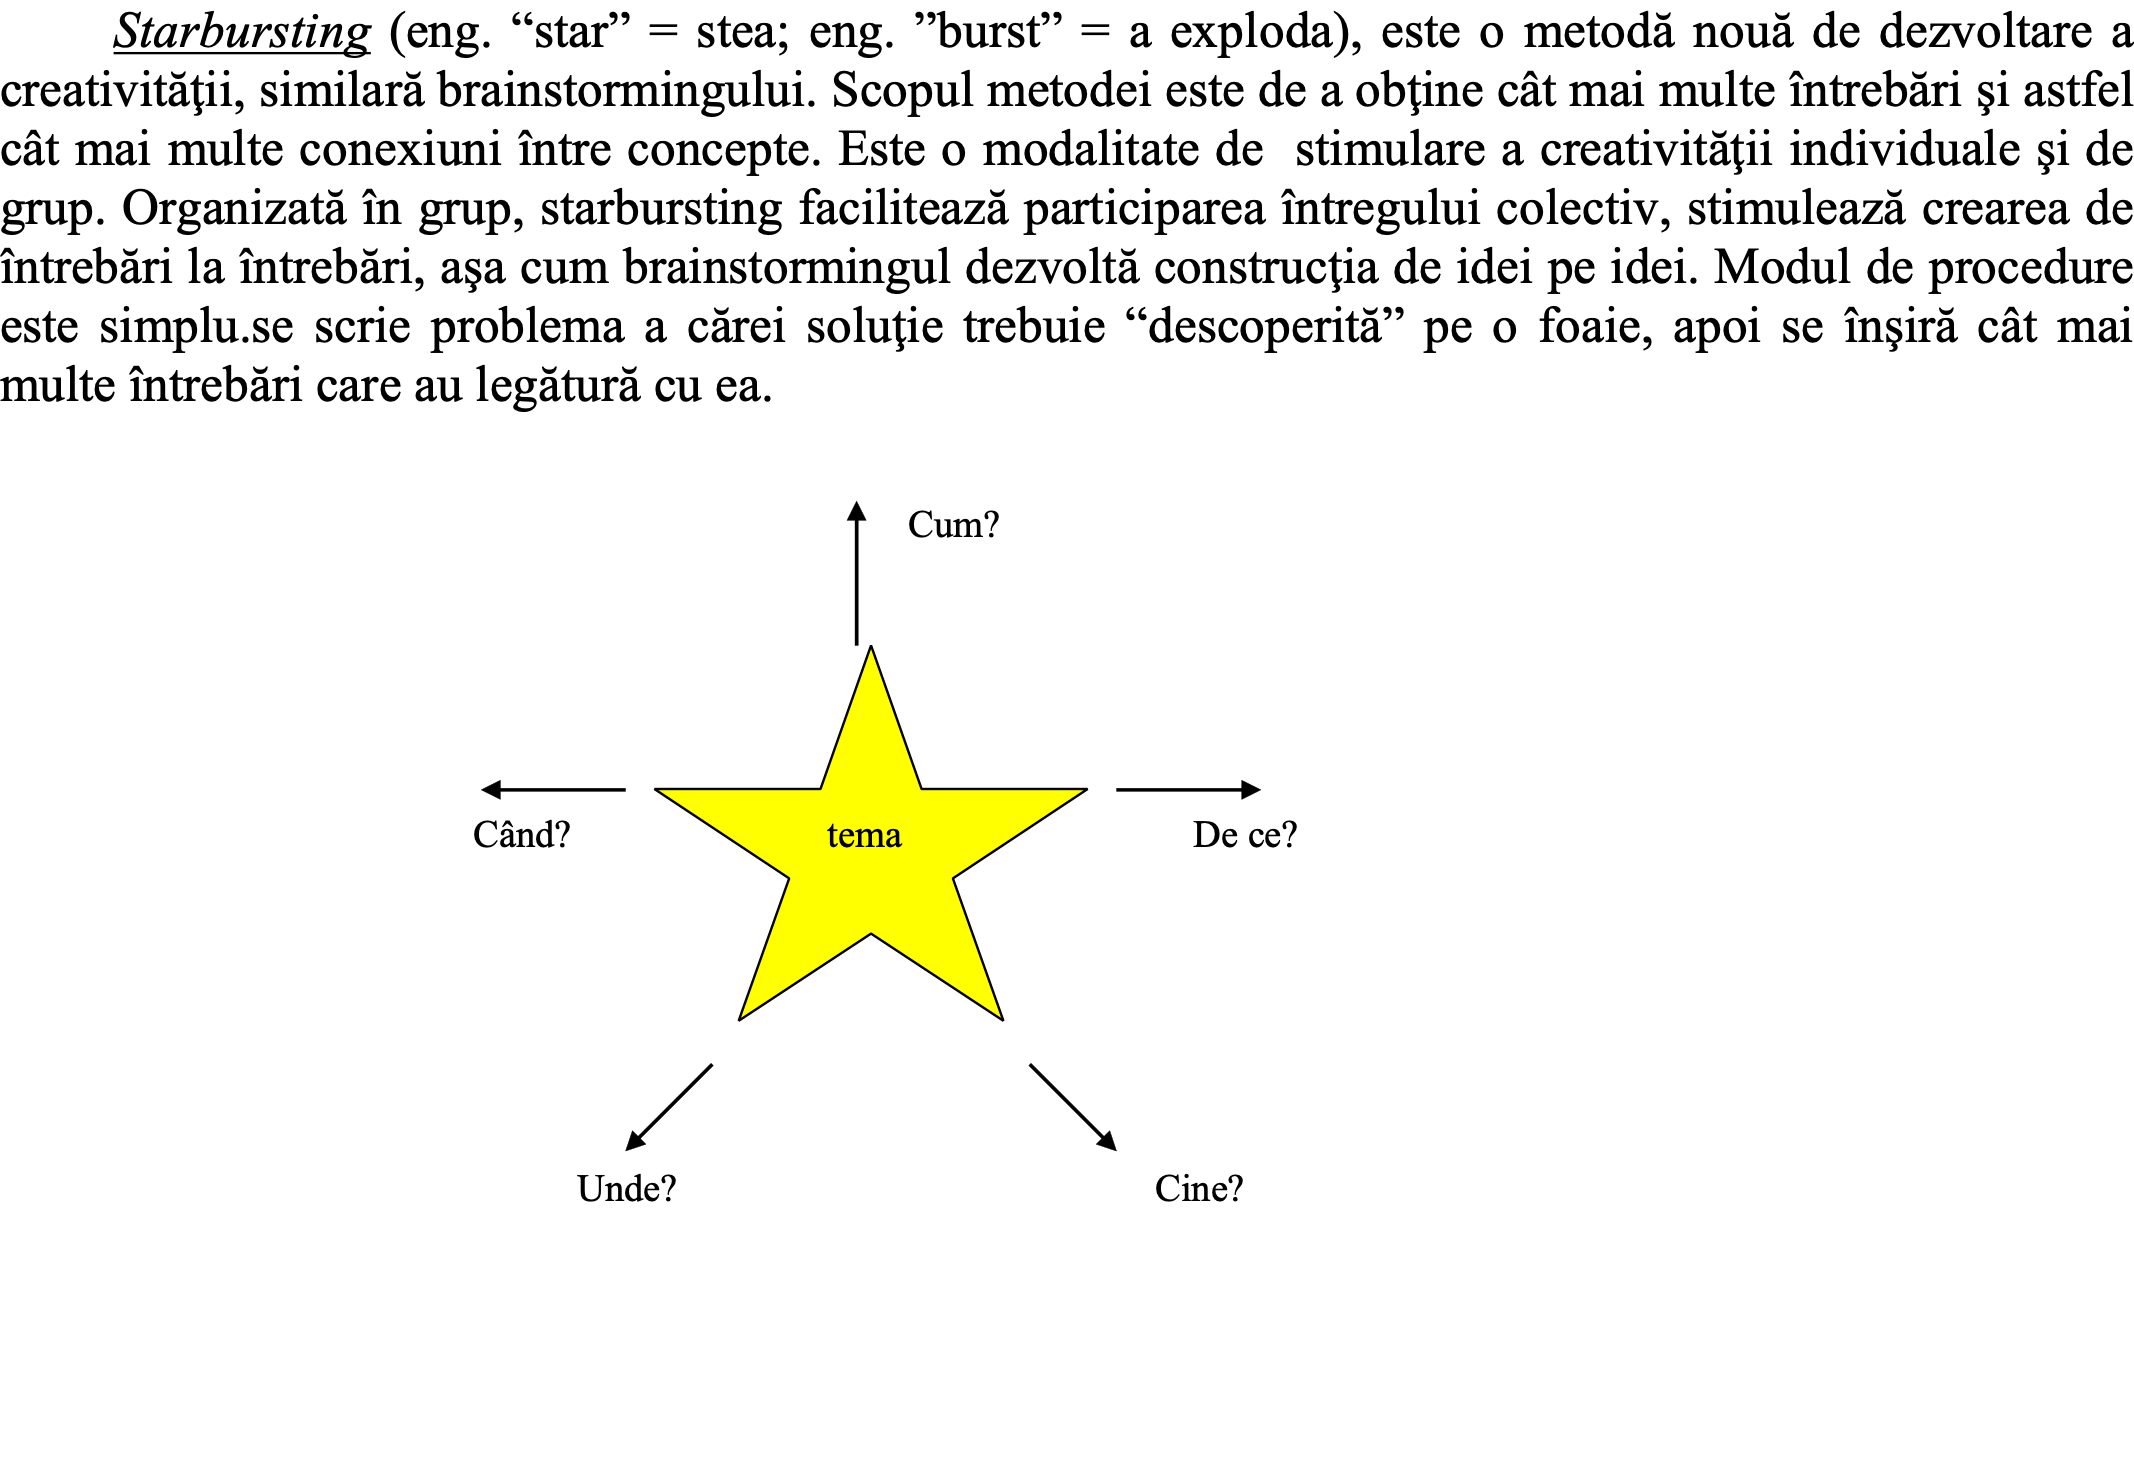 Starbursting (eng. “star” = stea; eng. ”burst” = a exploda), este o metodă nouă de dezvoltare a
creativităţii, similară brainstormingului. Scopul metodei este de a obţine cât mai multe întrebări şi astfel
cât mai multe conexiuni între concepte. Este o modalitate de  stimulare a creativităţii individuale şi de
grup. Organizată în grup, starbursting facilitează participarea întregului colectiv, stimulează crearea de
întrebări la întrebări, aşa cum brainstormingul dezvoltă construcţia de idei pe idei. Modul de procedure
este simplu.se scrie problema a cărei soluţie trebuie “descoperită” pe o foaie, apoi se înşiră cât mai
multe întrebări care au legătură cu ea.
Cum?
Când?
tema
De ce?
Unde?
Cine?